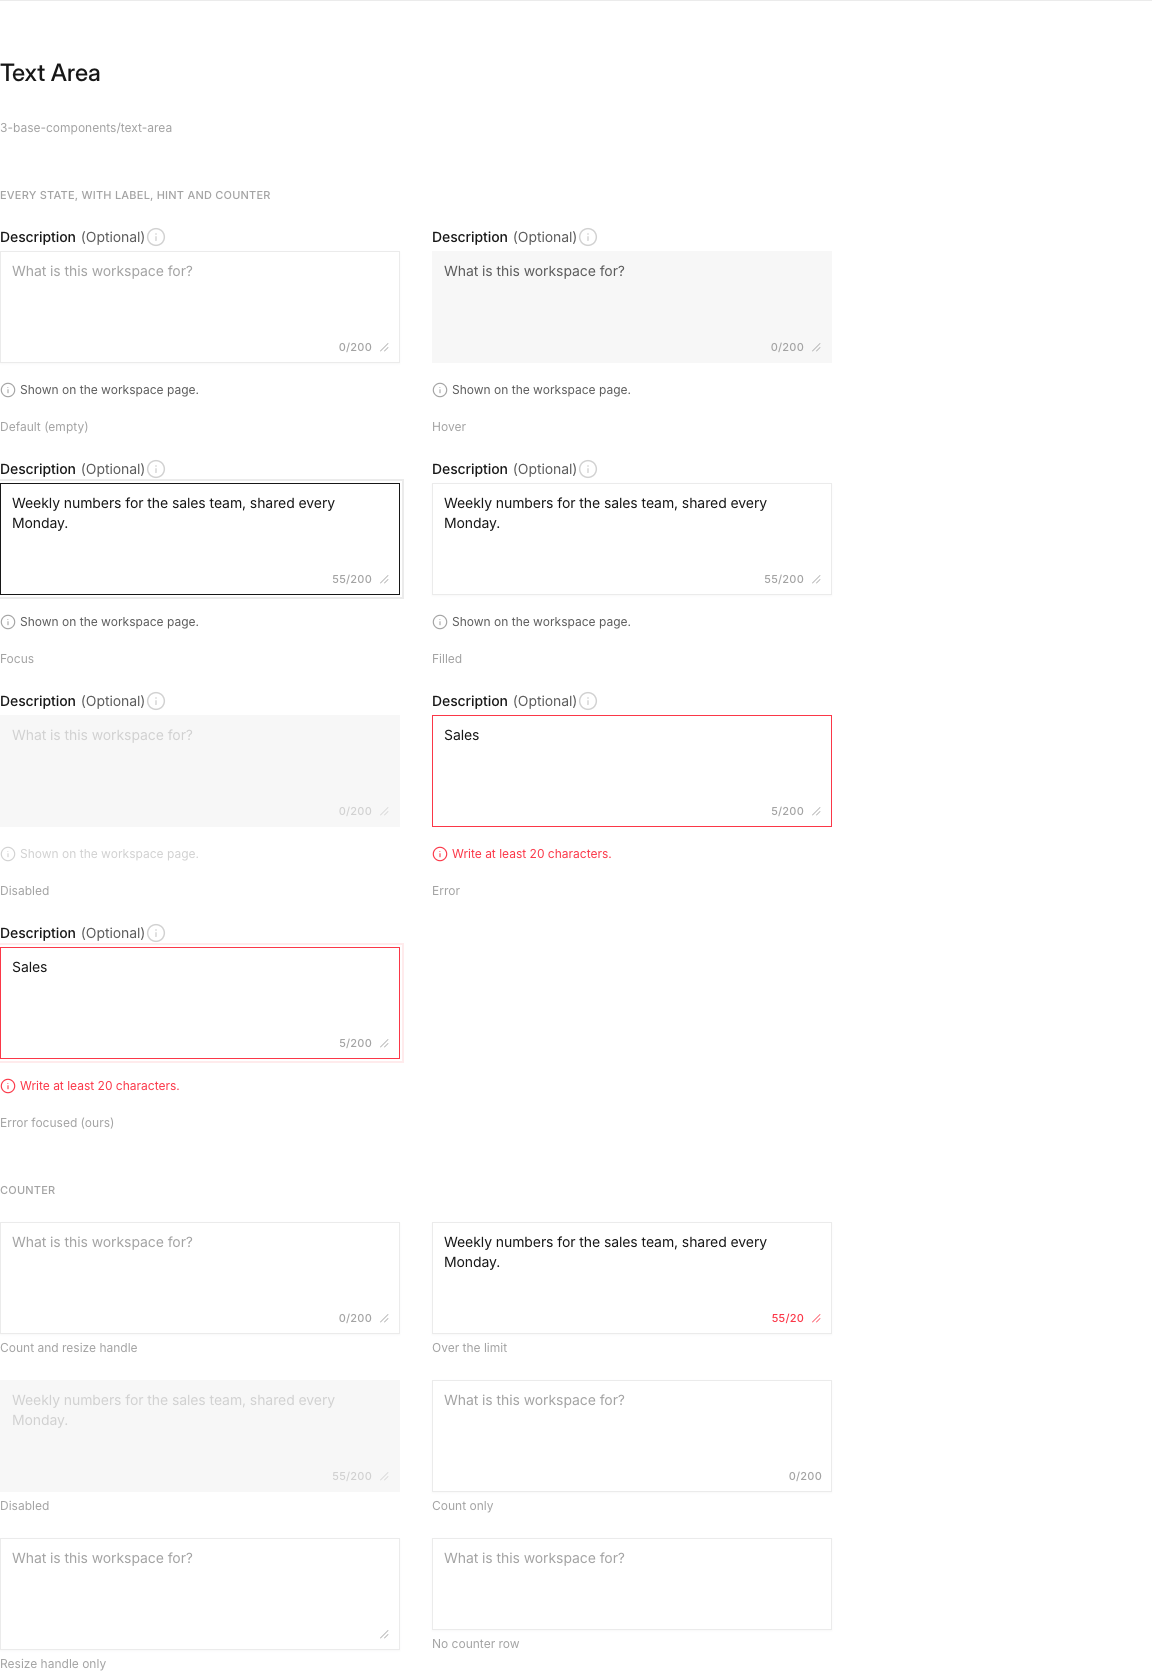 Text Area
3-base-components/text-area
EVERY STATE, WITH LABEL, HINT AND COUNTER
Description (Optional)
What is this workspace for?
0/200
Shown on the workspace page.
Default (empty)
Description (Optional)
What is this workspace for?
0/200
Shown on the workspace page.
Hover
Description (Optional)
Weekly numbers for the sales team, shared every
Monday.
55/200
Shown on the workspace page.
Focus
Description (Optional)
Weekly numbers for the sales team, shared every
Monday.
55/200
Shown on the workspace page.
Filled
Description (Optional)
What is this workspace for?
0/200
Shown on the workspace page.
Disabled
Description (Optional)
Sales
5/200
Write at least 20 characters.
Error
Description (Optional)
Sales
5/200
Write at least 20 characters.
Error focused (ours)
COUNTER
What is this workspace for?
0/200
Count and resize handle
Weekly numbers for the sales team, shared every
Monday.
55/20
Over the limit
Weekly numbers for the sales team, shared every
Monday.
55/200
Disabled
What is this workspace for?
0/200
Count only
What is this workspace for?
Resize handle only
What is this workspace for?
No counter row